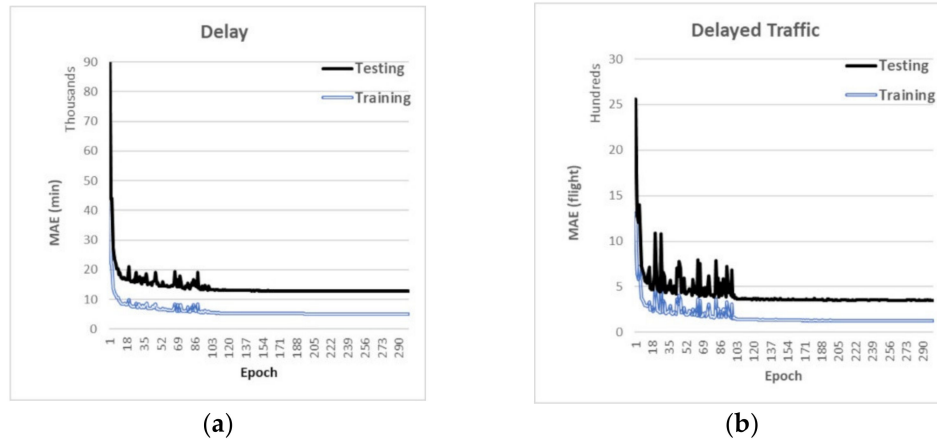 Delay
Thousands
MAE (min)
90
80
70
60
50
40
30
20
10
0
Testing
Training
1 18 35 52 69 86 103 120 137 154 171 188 205 222 239 256 273 290
Epoch
(a)
Delayed Traffic
Hundreds
MAE (flight)
30
25
20
15
10
5
0
Testing
Training
1 18 35 52 69 86 103 120 137 154 171 188 205 222 239 256 273 290
Epoch
(b)